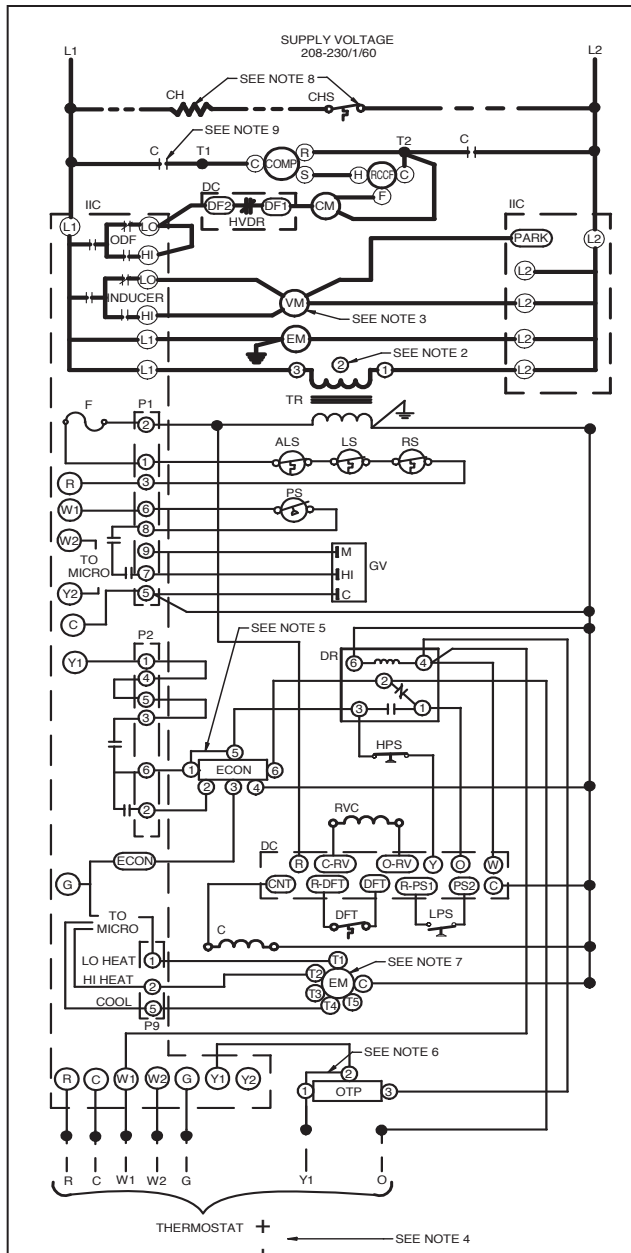 SUPPLY VOLTAGE
L1 208-230/1/60 L2
SEE NOTE 8
CH CHS
SEE NOTE 9
C T1 C COMP R S H RCCF C F T2 C
IIC DC DF2 DF1 HVDR CM IIC
L1 LO ODF HI PARK L2
L2
LO INDUCER HI VM L2
SEE NOTE 3
L1 EM L2
SEE NOTE 2
L1 3 2 1 L2
TR
F P1
2
ALS LS RS
1
R 3
PS
W1 6
8
W2 9 M
TO
MICRO 7 HI GV
Y2 5 C
C
P2 SEE NOTE 5
Y1 1 DR 6 4
4 2
5 3 1
3 5
HPS
6 1 ECON 6
2 3 4
2
RVC
DC R C-RV O-RV Y O W
ECON
CNT R-DFT DFT R-PS1 PS2 C
G
TO
MICRO C DFT LPS
1 T1 SEE NOTE 7
LO HEAT
HI HEAT 2 T2 EM C
T3
COOL 5 T4 T5
P9
SEE NOTE 6
R C W1 W2 G Y1 Y2 2
1 OTP 3
R C W1 W2 G Y1 O
THERMOSTAT +
SEE NOTE 4